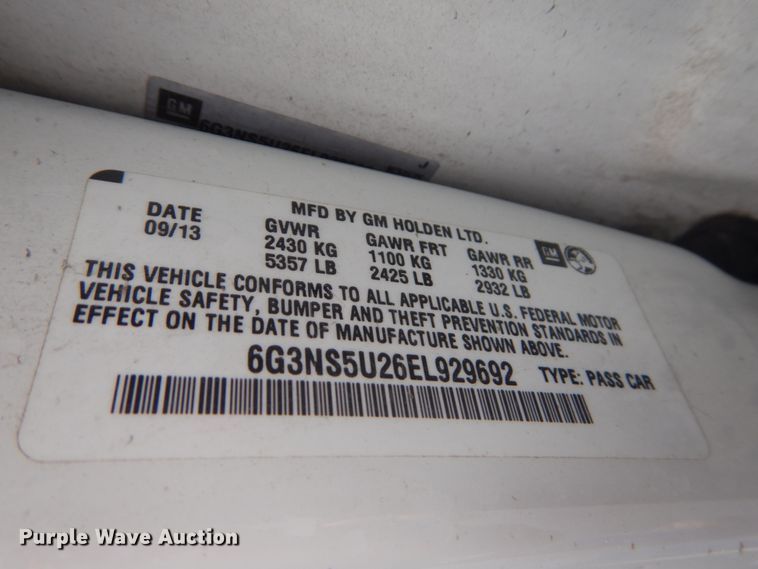 GM
6G3NS5U26EL
J
MFD BY GM HOLDEN LTD.
DATE GVWR GAWR FRT GAWR RR GM
09/13 2430 KG 1100 KG 1330 KG
5357 LB 2425 LB 2932 LB
THIS VEHICLE CONFORMS TO ALL APPLICABLE U.S. FEDERAL MOTOR
VEHICLE SAFETY, BUMPER AND THEFT PREVENTION STANDARDS IN
EFFECT ON THE DATE OF MANUFACTURE SHOWN ABOVE.
6G3NS5U26EL929692 TYPE: PASS CAR
Purple Wave Auction